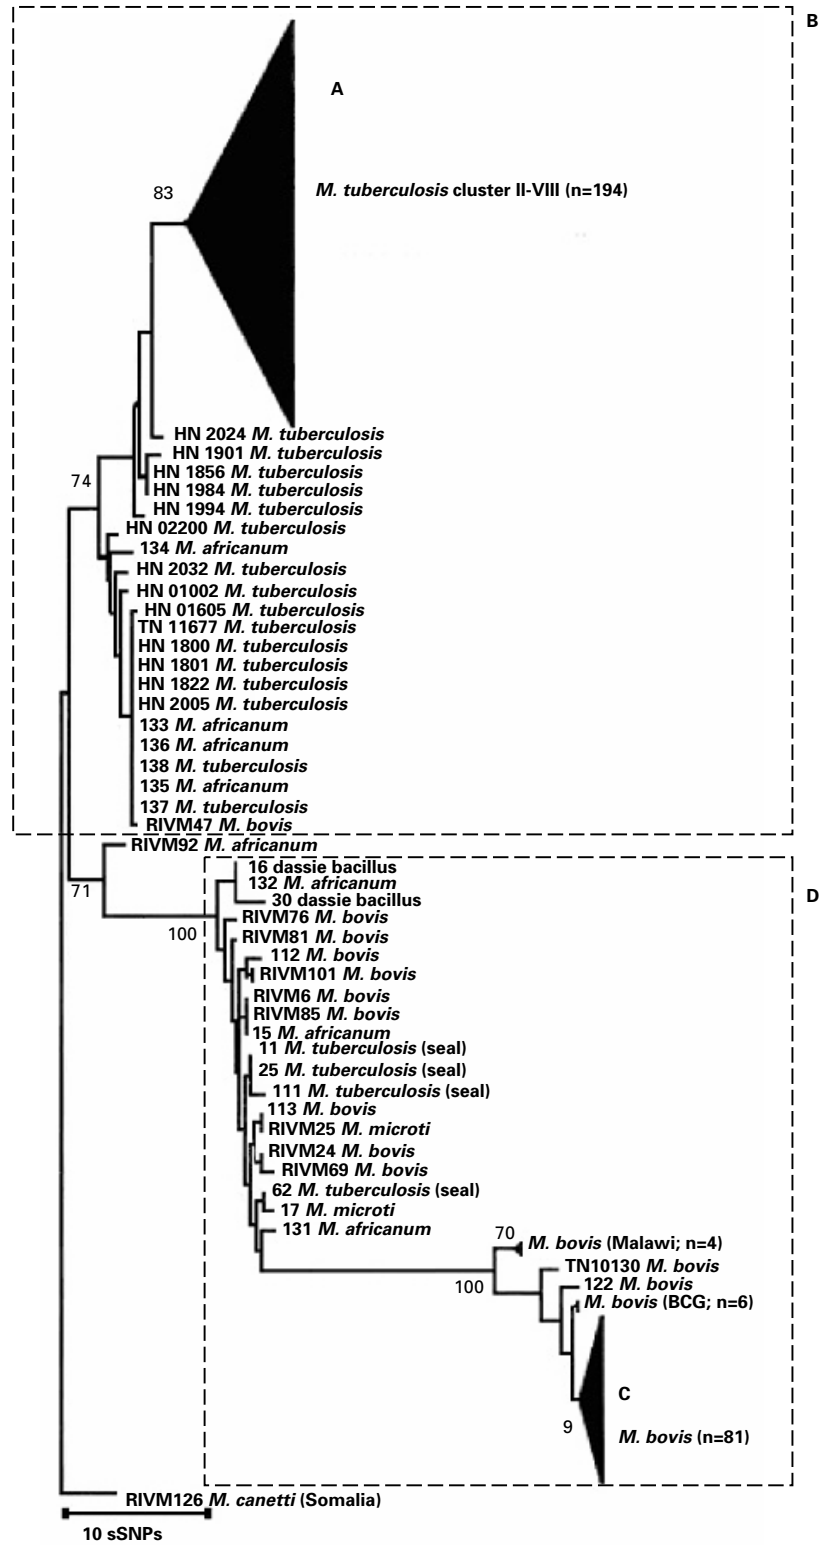 B
A
83
M. tuberculosis cluster II-VIII (n=194)
HN 2024 M. tuberculosis
HN 1901 M. tuberculosis
HN 1856 M. tuberculosis
74
HN 1984 M. tuberculosis
HN 1994 M. tuberculosis
HN 02200 M. tuberculosis
134 M. africanum
HN 2032 M. tuberculosis
HN 01002 M. tuberculosis
HN 01605 M. tuberculosis
TN 11677 M. tuberculosis
HN 1800 M. tuberculosis
HN 1801 M. tuberculosis
HN 1822 M. tuberculosis
HN 2005 M. tuberculosis
133 M. africanum
136 M. africanum
138 M. tuberculosis
135 M. africanum
137 M. tuberculosis
RIVM47 M. bovis
RIVM92 M. africanum
71
16 dassie bacillus
132 M. africanum
D
30 dassie bacillus
100
RIVM76 M. bovis
RIVM81 M. bovis
112 M. bovis
RIVM101 M. bovis
RIVM6 M. bovis
RIVM85 M. bovis
15 M. africanum
11 M. tuberculosis (seal)
25 M. tuberculosis (seal)
111 M. tuberculosis (seal)
113 M. bovis
RIVM25 M. microti
RIVM24 M. bovis
RIVM69 M. bovis
62 M. tuberculosis (seal)
17 M. microti
131 M. africanum
70
M. bovis (Malawi; n=4)
TN10130 M. bovis
100
122 M. bovis
M. bovis (BCG; n=6)
C
9
M. bovis (n=81)
RIVM126 M. canetti (Somalia)
10 sSNPs